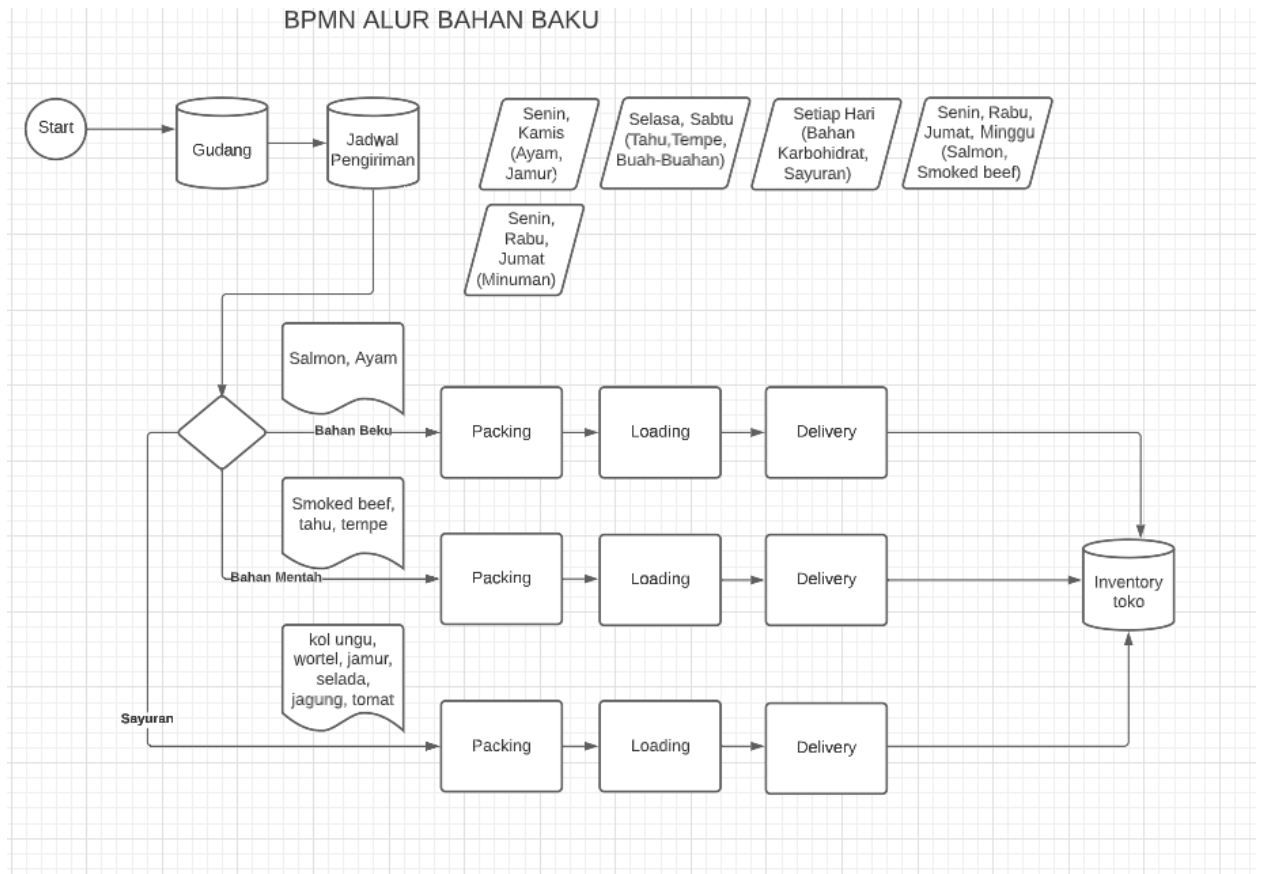 BPMN ALUR BAHAN BAKU
Start
Gudang
Jadwal
Pengiriman
Senin,
Kamis
(Ayam,
Jamur)
Selasa, Sabtu
(Tahu,Tempe,
Buah-Buahan)
Setiap Hari
(Bahan
Karbohidrat,
Sayuran)
Senin, Rabu,
Jumat, Minggu
(Salmon,
Smoked beef)
Senin,
Rabu,
Jumat
(Minuman)
Salmon, Ayam
Bahan Beku
Packing
Loading
Delivery
Smoked beef,
tahu, tempe
Bahan Mentah
Packing
Loading
Delivery
Inventory
toko
kol ungu,
wortel, jamur,
selada,
jagung, tomat
Sayuran
Packing
Loading
Delivery